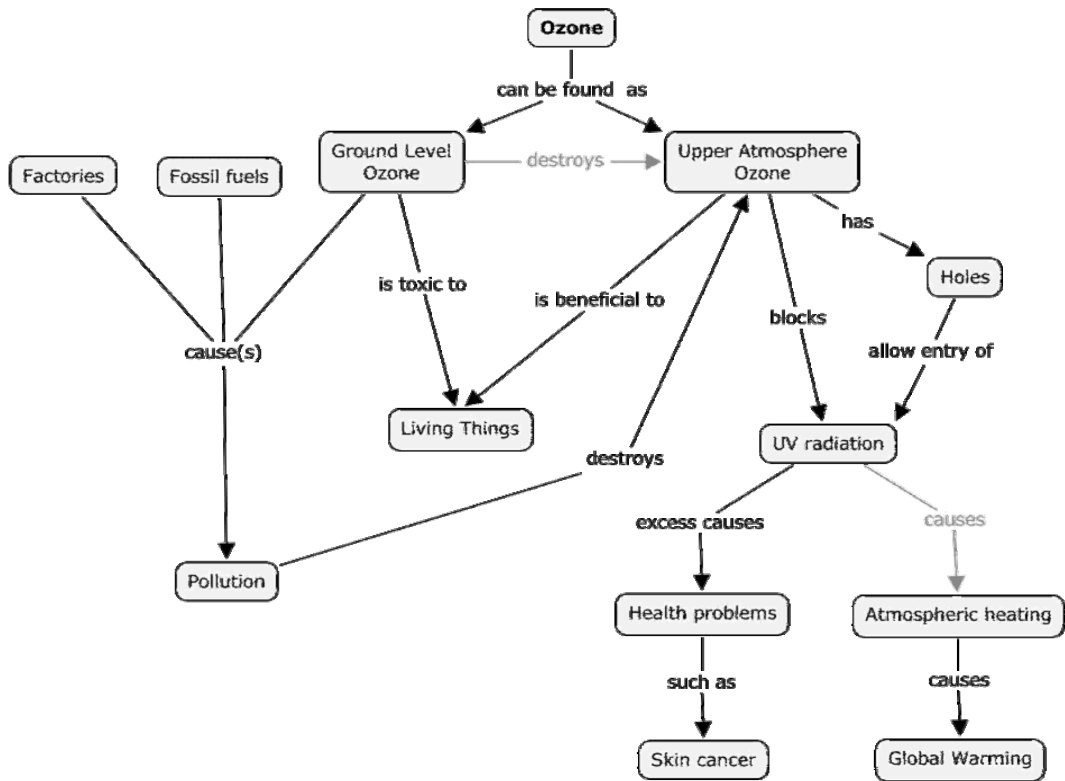 Ozone
can be found as
Ground Level
Ozone
destroys
Upper Atmosphere
Ozone
Factories
Fossil fuels
has
Holes
is toxic to
is beneficial to
blocks
cause(s)
allow entry of
Living Things
UV radiation
destroys
excess causes
causes
Pollution
Health problems
Atmospheric heating
such as
causes
Skin cancer
Global Warming